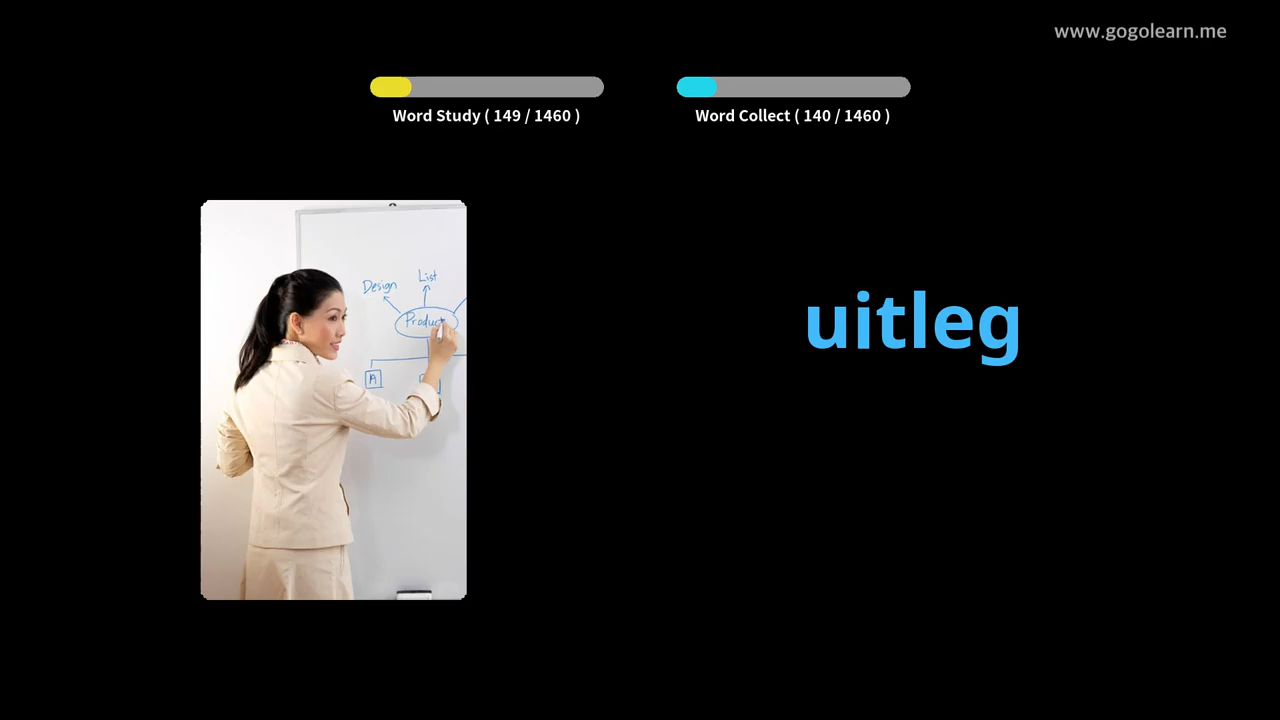 www.gogolearn.me
Word Study ( 149 / 1460 )
Word Collect ( 140 / 1460 )
uitleg
List
Design
Product
A